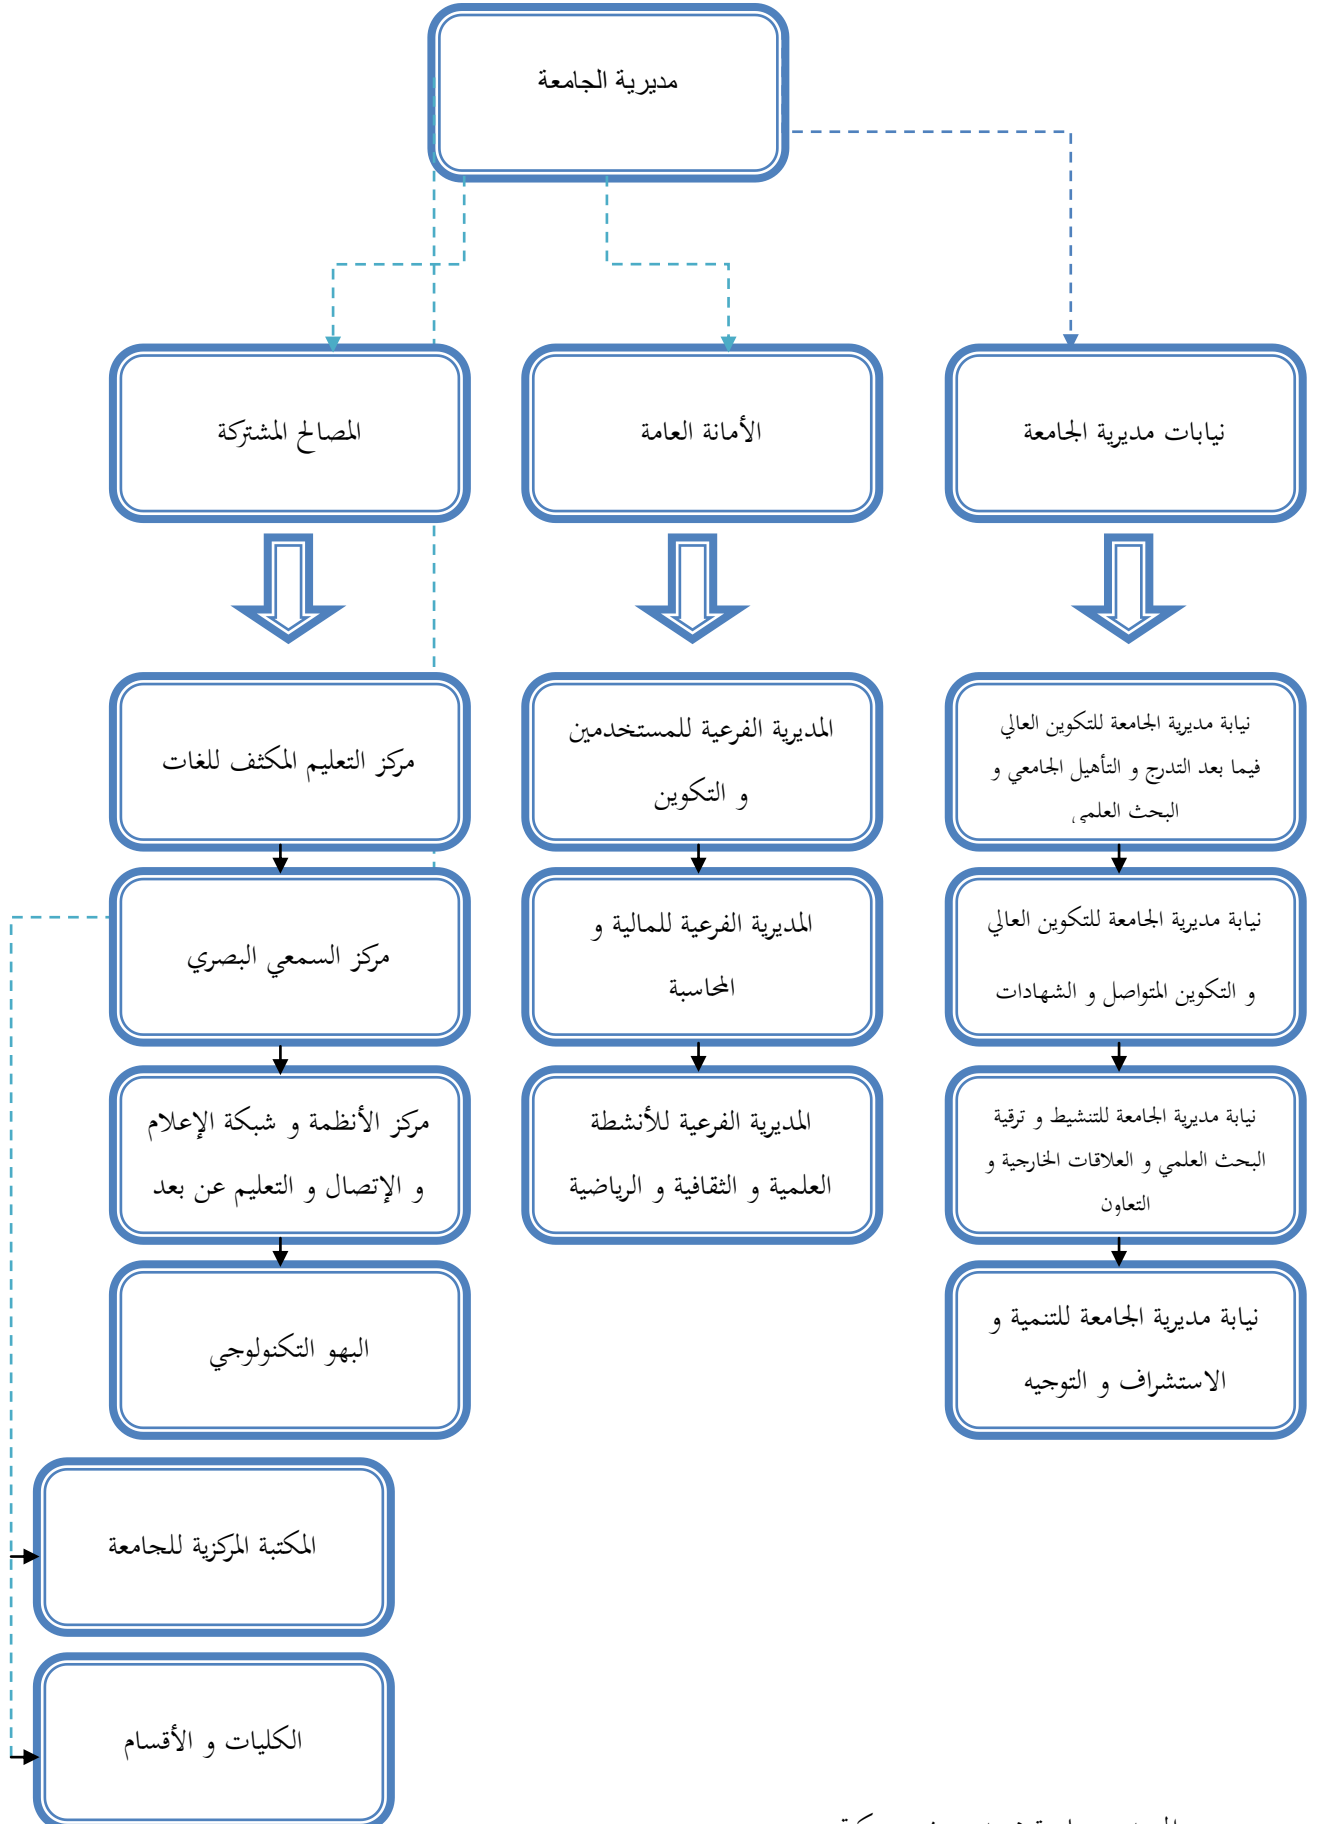 مديرية الجامعة
نيابات مديرية الجامعة
الأمانة العامة
المصالح المشتركة
نيابة مديرية الجامعة للتكوين العالي
فيما بعد التدرج و التأهيل الجامعي و
البحث العلمي
نيابة مديرية الجامعة للتكوين العالي
و التكوين المتواصل و الشهادات
نيابة مديرية الجامعة للتنشيط و ترقية
البحث العلمي و العلاقات الخارجية و
التعاون
نيابة مديرية الجامعة للتنمية و
الاستشراف و التوجيه
المديرية الفرعية للمستخدمين
و التكوين
المديرية الفرعية للمالية و
المحاسبة
المديرية الفرعية للأنشطة
العلمية و الثقافية و الرياضية
مركز التعليم المكثف للغات
مركز السمعي البصري
مركز الأنظمة و شبكة الإعلام
و الإتصال و التعليم عن بعد
البهو التكنولوجي
المكتبة المركزية للجامعة
الكليات و الأقسام